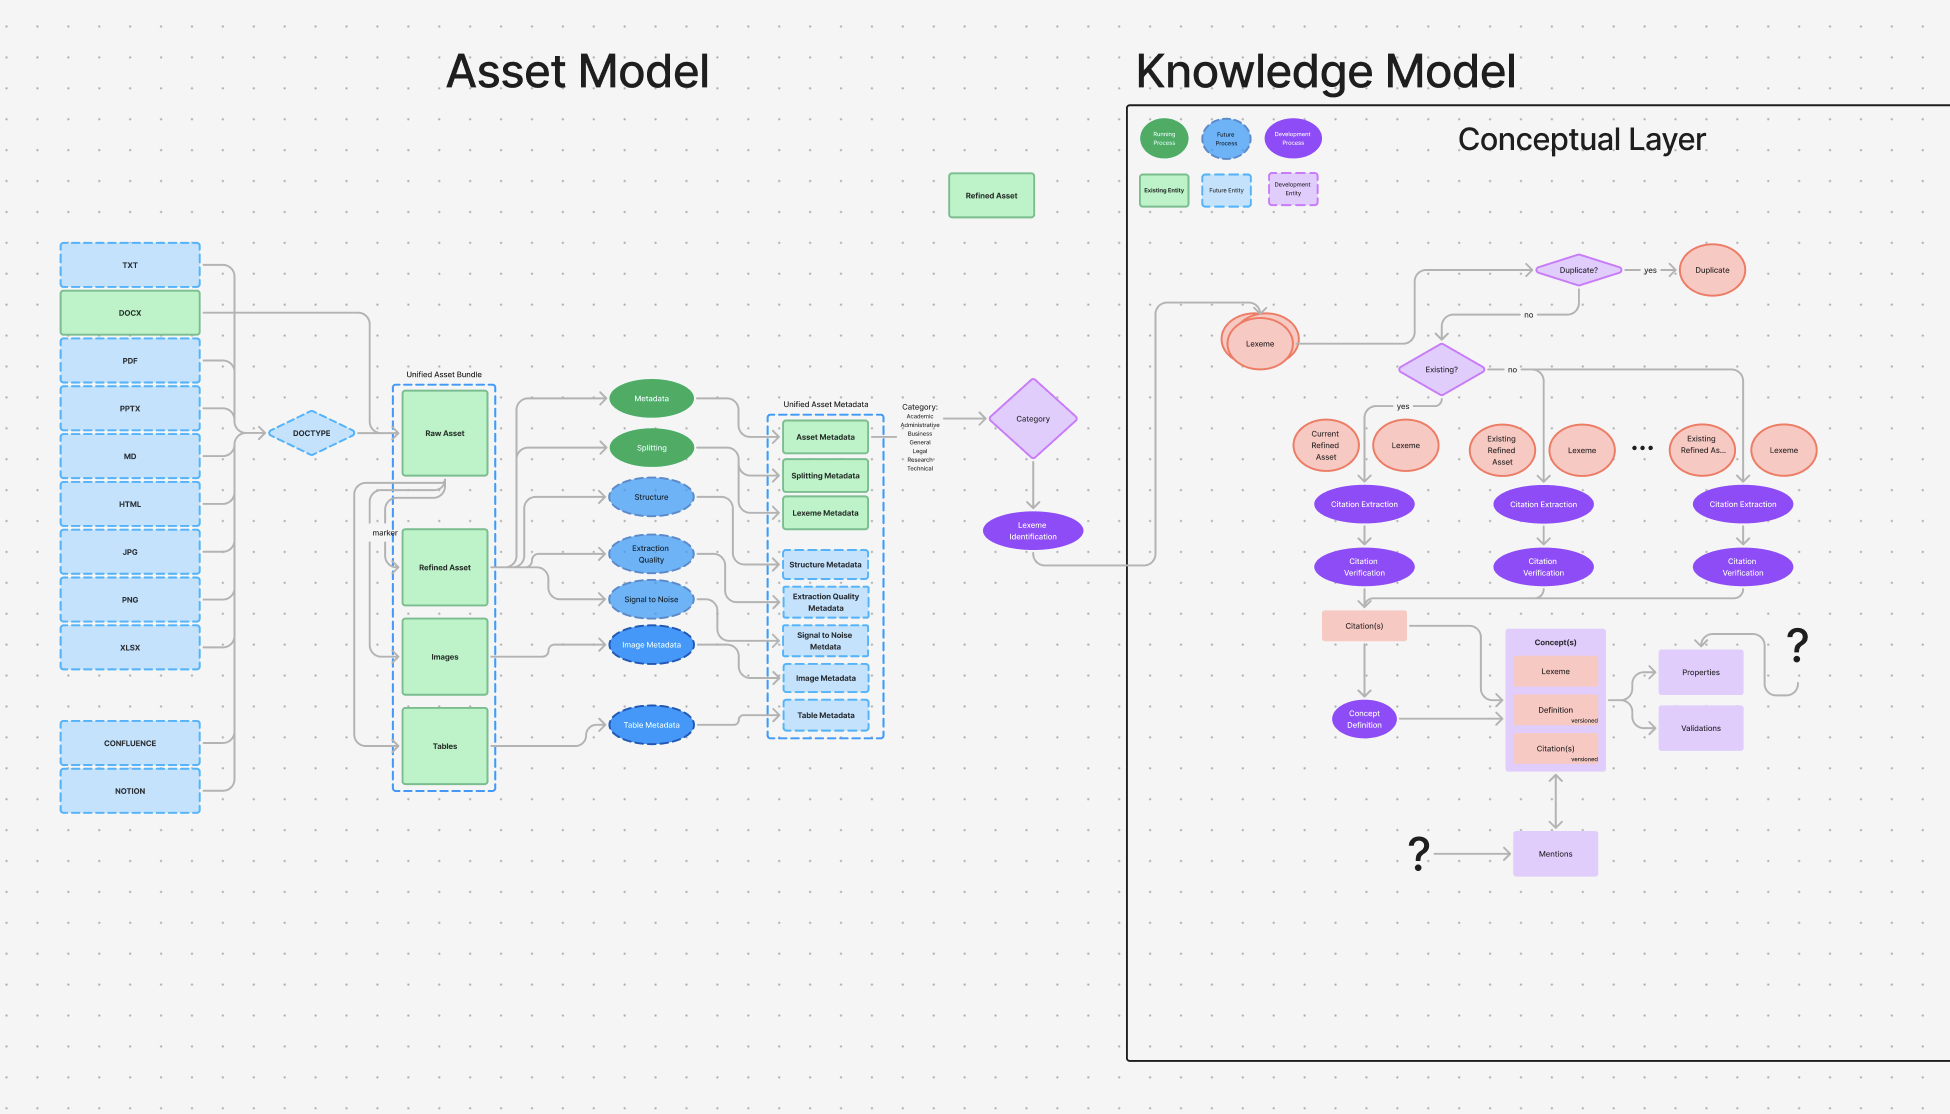 Asset Model
Knowledge Model
Conceptual Layer
Running
Process
Future
Process
Development
Process
Existing Entity
Future Entity
Development
Entity
Refined Asset
TXT
DOCX
PDF
PPTX
MD
HTML
JPG
PNG
XLSX
CONFLUENCE
NOTION
DOCTYPE
Unified Asset Bundle
Raw Asset
marker
Refined Asset
Images
Tables
Metadata
Splitting
Structure
Extraction
Quality
Signal to Noise
Image Metadata
Table Metadata
Unified Asset Metadata
Asset Metadata
Splitting Metadata
Lexeme Metadata
Structure Metadata
Extraction Quality
Metadata
Signal to Noise
Metdata
Image Metadata
Table Metadata
Category:
Academic
Administrative
Business
General
Legal
Research
Technical
Category
Lexeme
Identification
Lexeme
Duplicate?
yes
Duplicate
no
Existing?
no
yes
Current
Refined
Asset
Lexeme
Existing
Refined
Asset
Lexeme
...
Existing
Refined As...
Lexeme
Citation Extraction
Citation Extraction
Citation Extraction
Citation
Verification
Citation
Verification
Citation
Verification
Citation(s)
Concept
Definition
Concept(s)
Lexeme
Definition
versioned
Citation(s)
versioned
Properties
Validations
?
?
Mentions